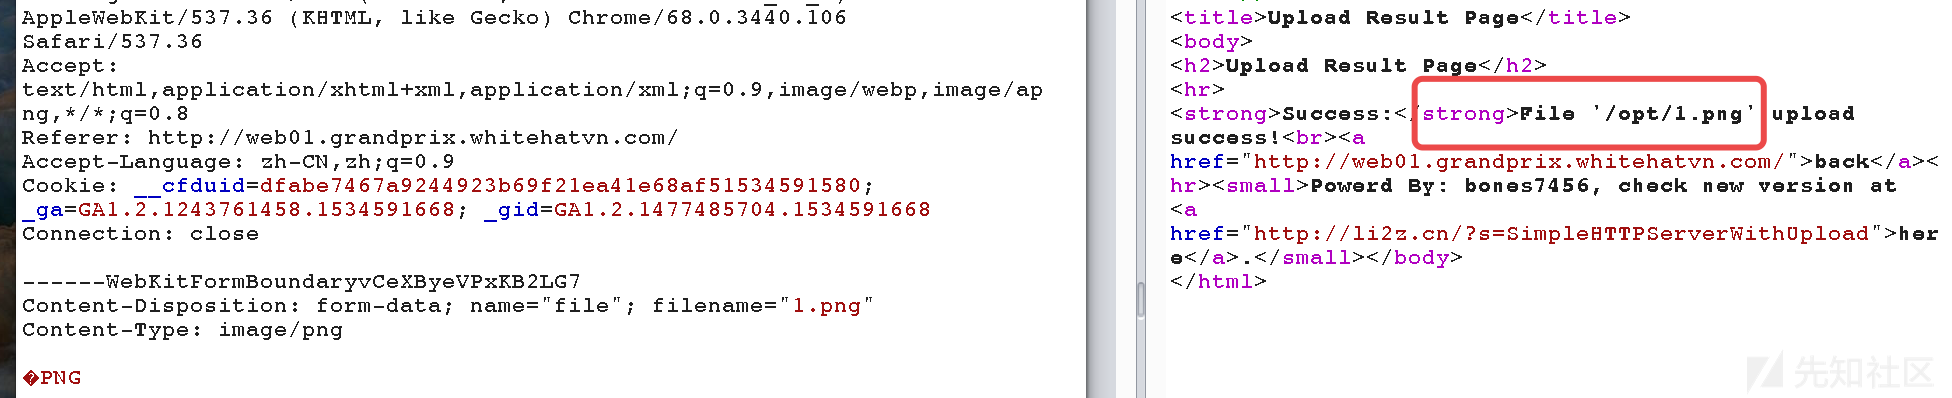 AppleWebKit/537.36 (KHTML, like Gecko) Chrome/68.0.3440.106
Safari/537.36
Accept:
text/html,application/xhtml+xml,application/xml;q=0.9,image/webp,image/ap
ng,*/*;q=0.8
Referer: http://web01.grandprix.whitehatvn.com/
Accept-Language: zh-CN,zh;q=0.9
Cookie: __cfduid=dfabe7467a9244923b69f21ea41e68af51534591580;
_ga=GA1.2.1243761458.1534591668; _gid=GA1.2.1477485704.1534591668
Connection: close
------WebKitFormBoundaryvCeXByeVPxKB2LG7
Content-Disposition: form-data; name="file"; filename="1.png"
Content-Type: image/png
�PNG
<title>Upload Result Page</title>
<body>
<h2>Upload Result Page</h2>
<hr>
<strong>Success:</strong>File '/opt/1.png' upload
success!<br><a
href="http://web01.grandprix.whitehatvn.com/">back</a><
hr><small>Powerd By: bones7456, check new version at
<a
href="http://li2z.cn/?s=SimpleHTTPServerWithUpload">her
e</a>.</small></body>
</html>
先知社区